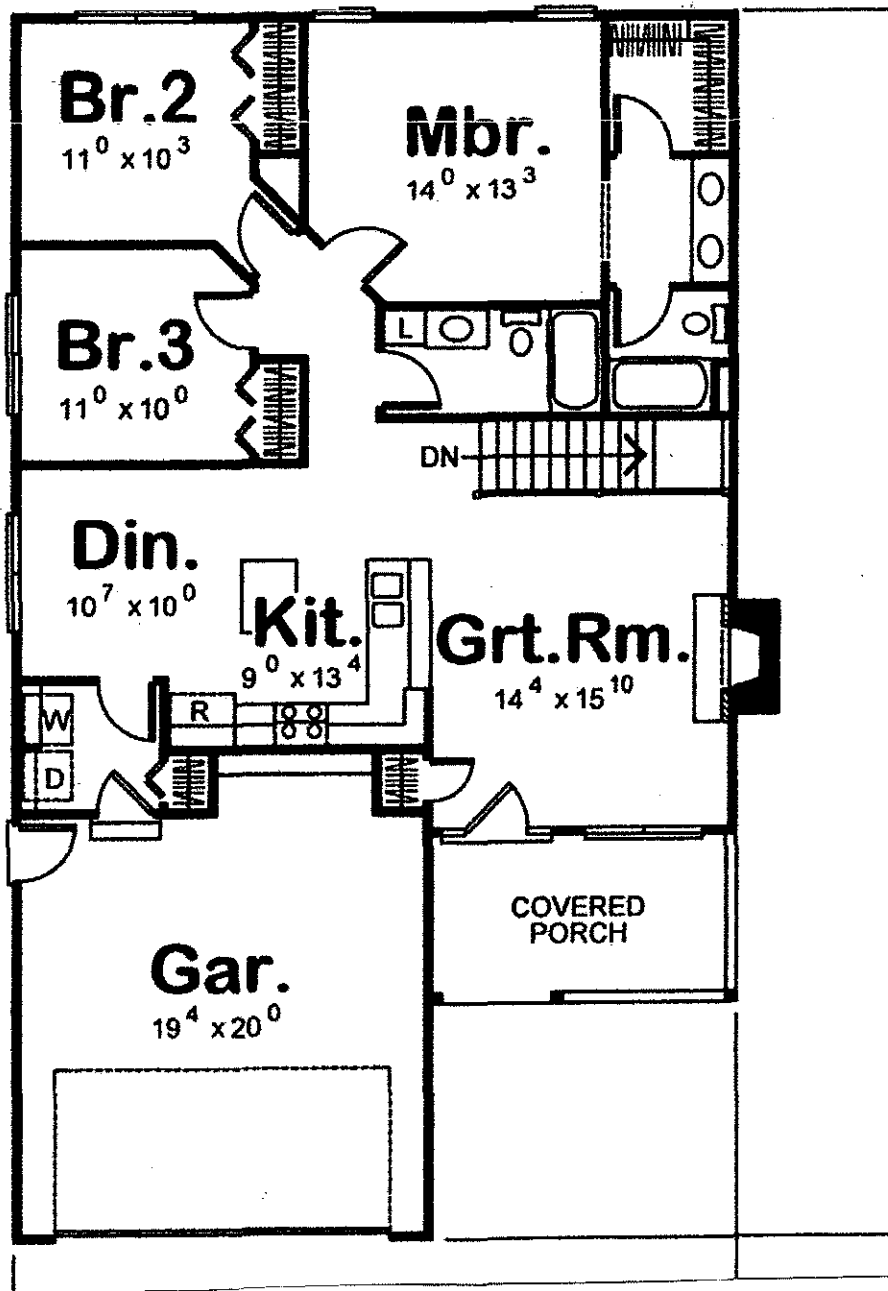 Br.2
11⁰ x 10³
Mbr.
14⁰ x 13³
Br.3
11⁰ x 10⁰
L
DN
Din.
10⁷ x 10⁰
Kit.
9⁰ x 13⁴
Grt.Rm.
14⁴ x 15¹⁰
R
W
D
COVERED
PORCH
Gar.
19⁴ x 20⁰